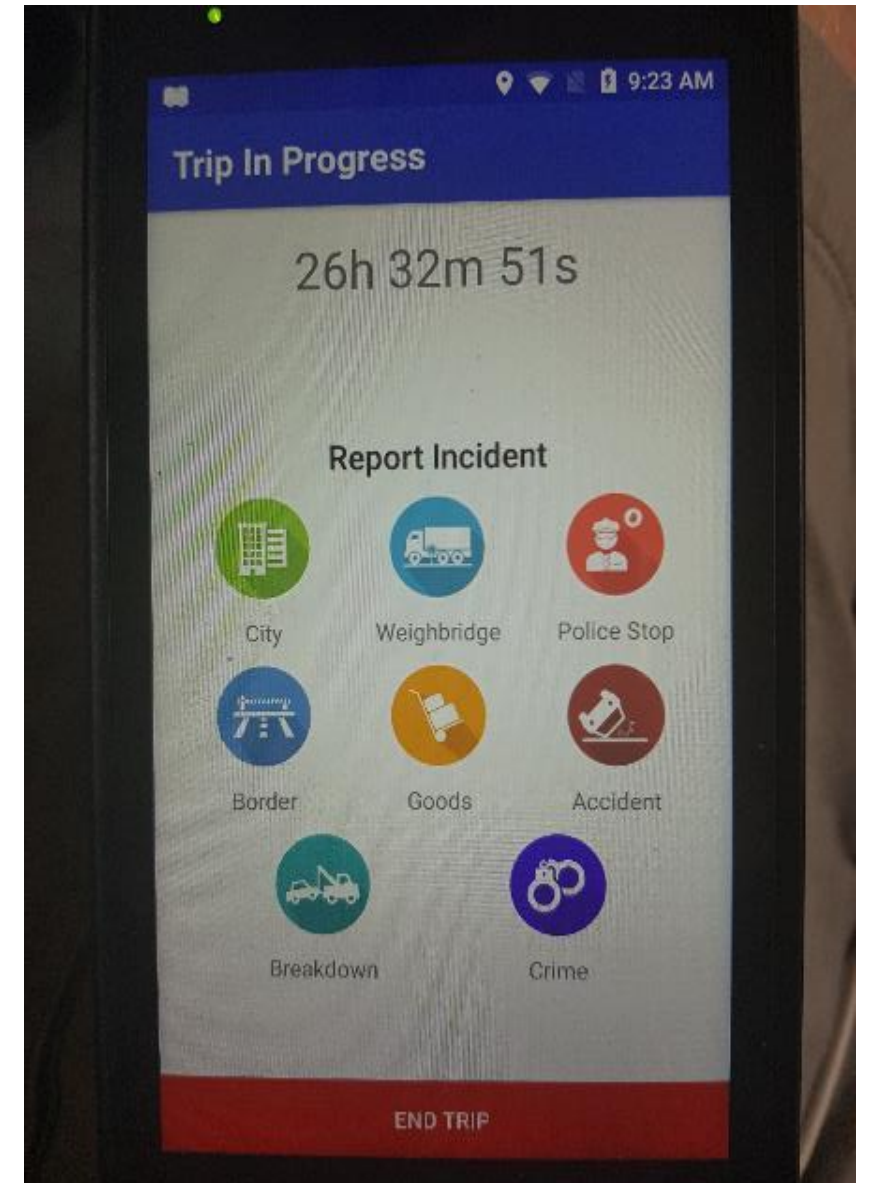 9:23 AM
Trip In Progress
26h 32m 51s
Report Incident
City
Weighbridge
Police Stop
Border
Goods
Accident
Breakdown
Crime
END TRIP